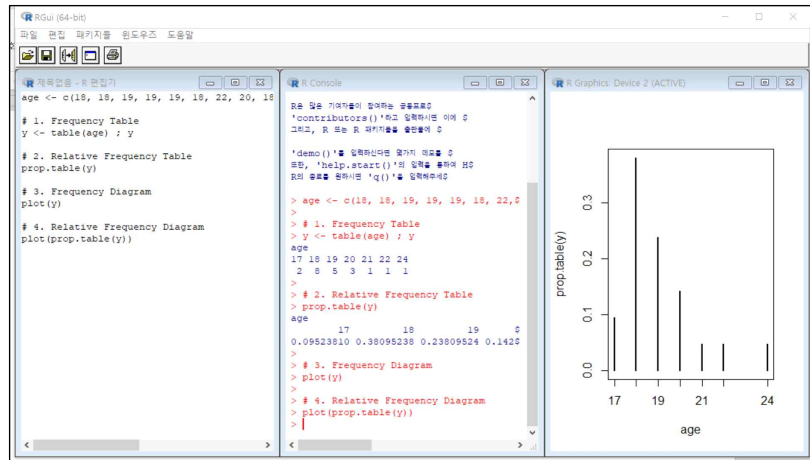 RGui (64-bit)
파일 편집 패키지들 윈도우즈 도움말
제목없음 - R 편집기
age <- c(18, 18, 19, 19, 19, 18, 22, 20, 18
# 1. Frequency Table
y <- table(age) ; y
# 2. Relative Frequency Table
prop.table(y)
# 3. Frequency Diagram
plot(y)
# 4. Relative Frequency Diagram
plot(prop.table(y))
R Console
R은 많은 기여자들이 참여하는 공동프로$
'contributors()'라고 입력하시면 이에 $
그리고, R 또는 R 패키지들을 출판물에 $
'demo()'를 입력하신다면 몇가지 데모를 $
또한, 'help.start()'의 입력을 통하여 H$
R의 종료를 원하시면 'q()'을 입력해주세$
> age <- c(18, 18, 19, 19, 19, 18, 22,$
>
> # 1. Frequency Table
> y <- table(age) ; y
age
17 18 19 20 21 22 24
2 8 5 3 1 1 1
>
> # 2. Relative Frequency Table
> prop.table(y)
age
17 18 19 $
0.09523810 0.38095238 0.23809524 0.142$
>
> # 3. Frequency Diagram
> plot(y)
>
> # 4. Relative Frequency Diagram
> plot(prop.table(y))
>
R Graphics: Device 2 (ACTIVE)
prop.table(y)
0.3
0.2
0.1
0.0
17 19 21 24
age